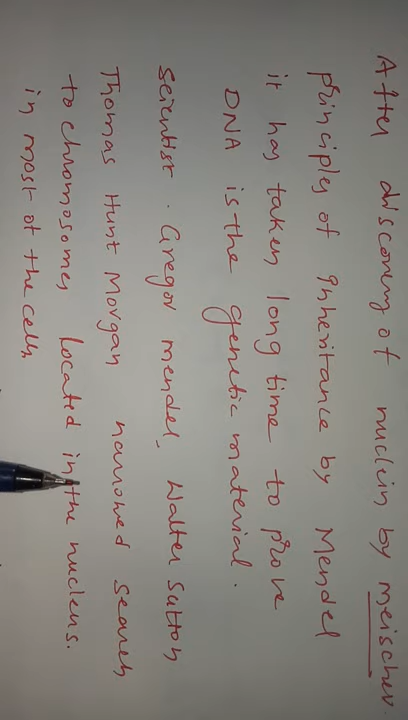 After discovery of nuclein by meischer.
principles of Inheritance by Mendel
it has taken long time to prove
DNA is the genetic material.
Scientist. Gregor mendel, Walter Sutton
Thomas Hunt Morgan narrowed search
to chromosomes located in the nucleus.
in most of the cells,